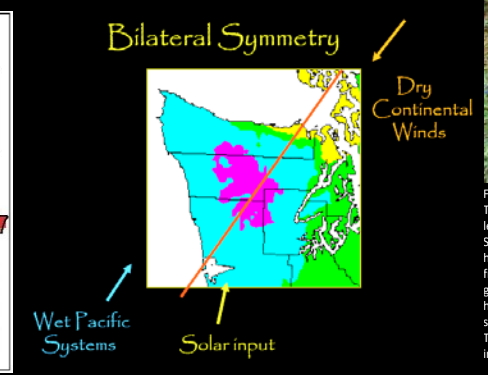 Bilateral Symmetry
Dry
Continental
Winds
Wet Pacific
Systems
Solar input